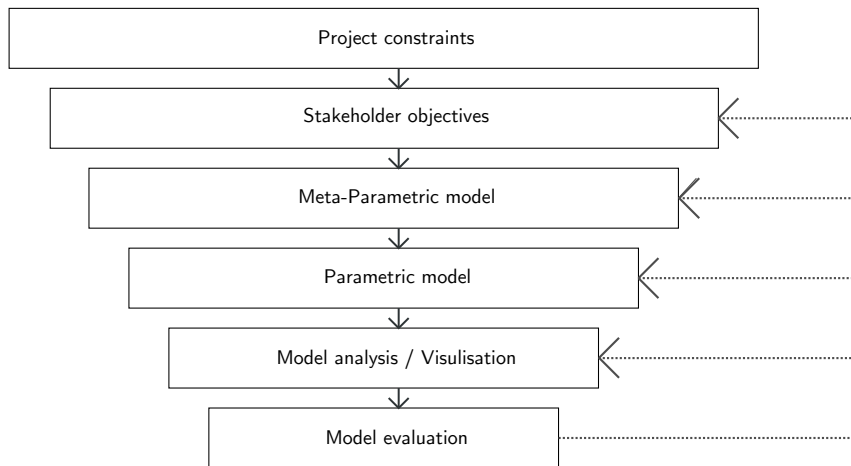 Project constraints
Stakeholder objectives
Meta-Parametric model
Parametric model
Model analysis / Visulisation
Model evaluation